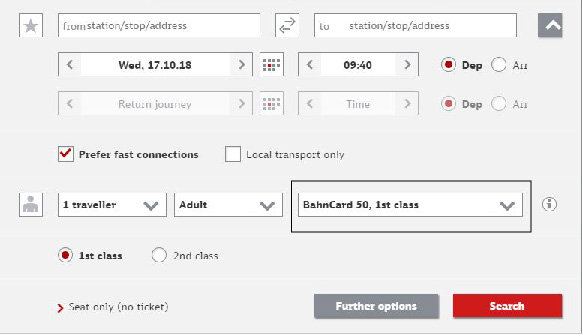 from station/stop/address to station/stop/address
Wed, 17.10.18 09:40 Dep Arr
Return journey Time Dep Arr
Prefer fast connections Local transport only
1 traveller Adult BahnCard 50, 1st class
1st class 2nd class
Seat only (no ticket) Further options Search